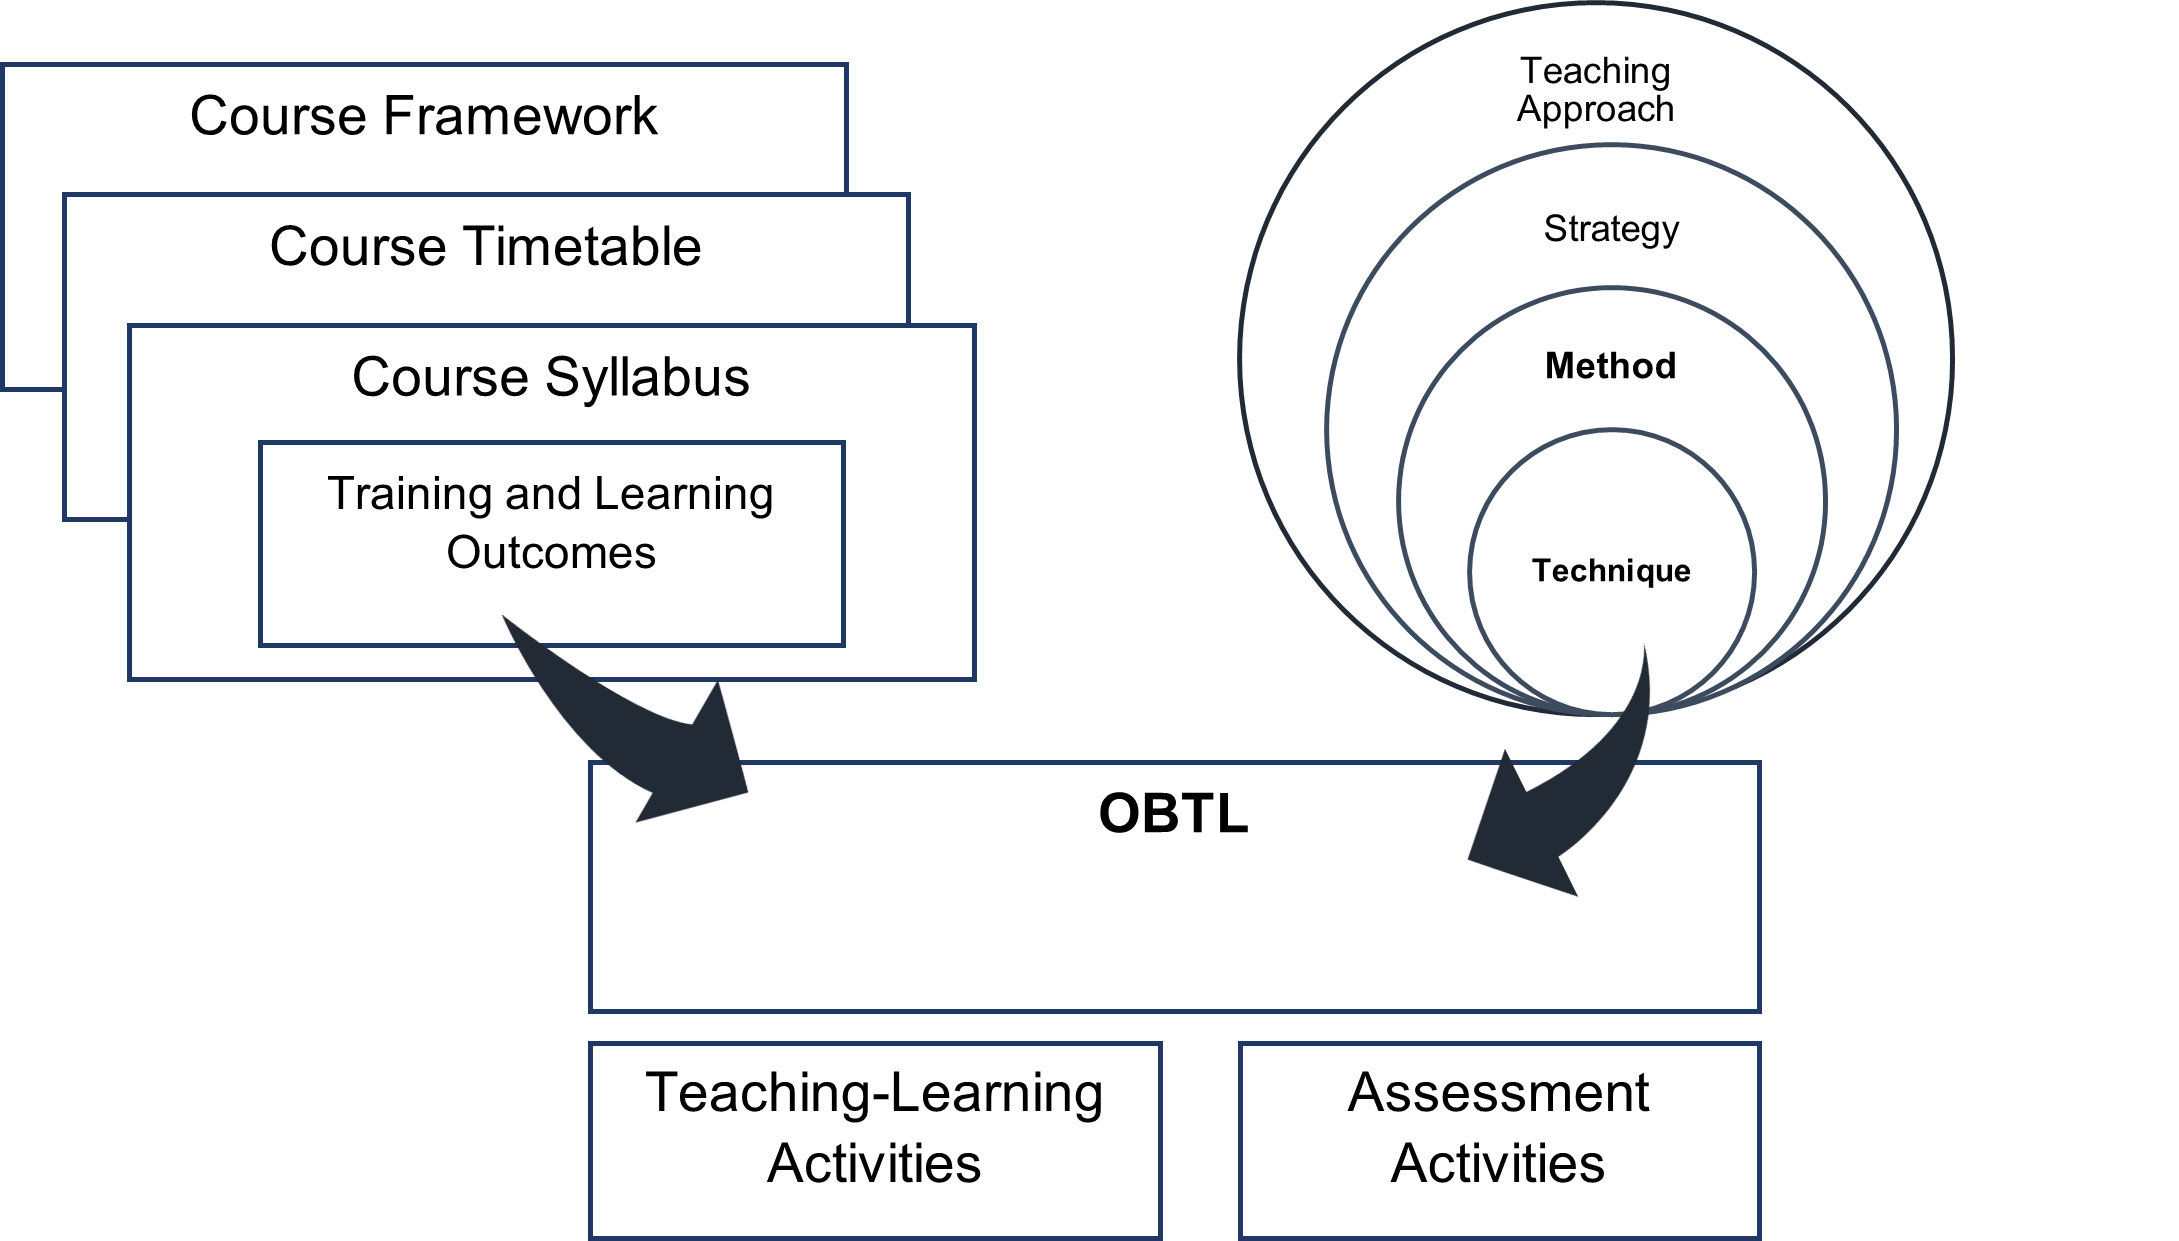 Course Framework
Course Timetable
Course Syllabus
Training and Learning
Outcomes
Teaching
Approach
Strategy
Method
Technique
OBTL
Teaching-Learning
Activities
Assessment
Activities